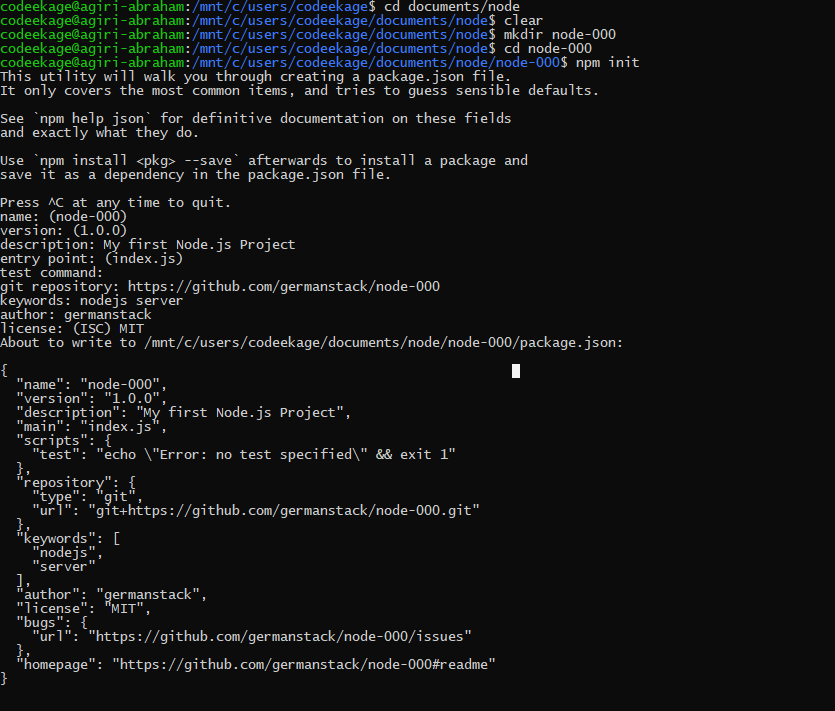 codeekage@agiri-abraham:/mnt/c/users/codeekage$ cd documents/node
codeekage@agiri-abraham:/mnt/c/users/codeekage/documents/node$ clear
codeekage@agiri-abraham:/mnt/c/users/codeekage/documents/node$ mkdir node-000
codeekage@agiri-abraham:/mnt/c/users/codeekage/documents/node$ cd node-000
codeekage@agiri-abraham:/mnt/c/users/codeekage/documents/node/node-000$ npm init
This utility will walk you through creating a package.json file.
It only covers the most common items, and tries to guess sensible defaults.

See `npm help json` for definitive documentation on these fields
and exactly what they do.

Use `npm install <pkg> --save` afterwards to install a package and
save it as a dependency in the package.json file.

Press ^C at any time to quit.
name: (node-000)
version: (1.0.0)
description: My first Node.js Project
entry point: (index.js)
test command:
git repository: https://github.com/germanstack/node-000
keywords: nodejs server
author: germanstack
license: (ISC) MIT
About to write to /mnt/c/users/codeekage/documents/node/node-000/package.json:

{
  "name": "node-000",
  "version": "1.0.0",
  "description": "My first Node.js Project",
  "main": "index.js",
  "scripts": {
    "test": "echo \"Error: no test specified\" && exit 1"
  },
  "repository": {
    "type": "git",
    "url": "git+https://github.com/germanstack/node-000.git"
  },
  "keywords": [
    "nodejs",
    "server"
  ],
  "author": "germanstack",
  "license": "MIT",
  "bugs": {
    "url": "https://github.com/germanstack/node-000/issues"
  },
  "homepage": "https://github.com/germanstack/node-000#readme"
}